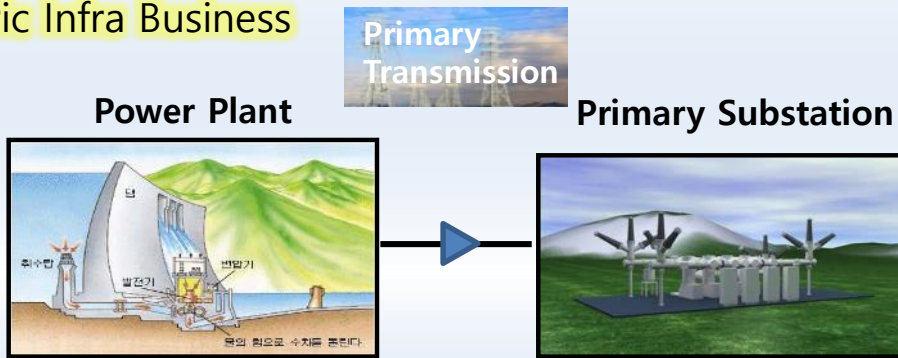 ric Infra Business
Primary
Transmission
Power Plant
Primary Substation
댐
취수탑
발전기
변압기
물의 힘으로 수차를 돌린다